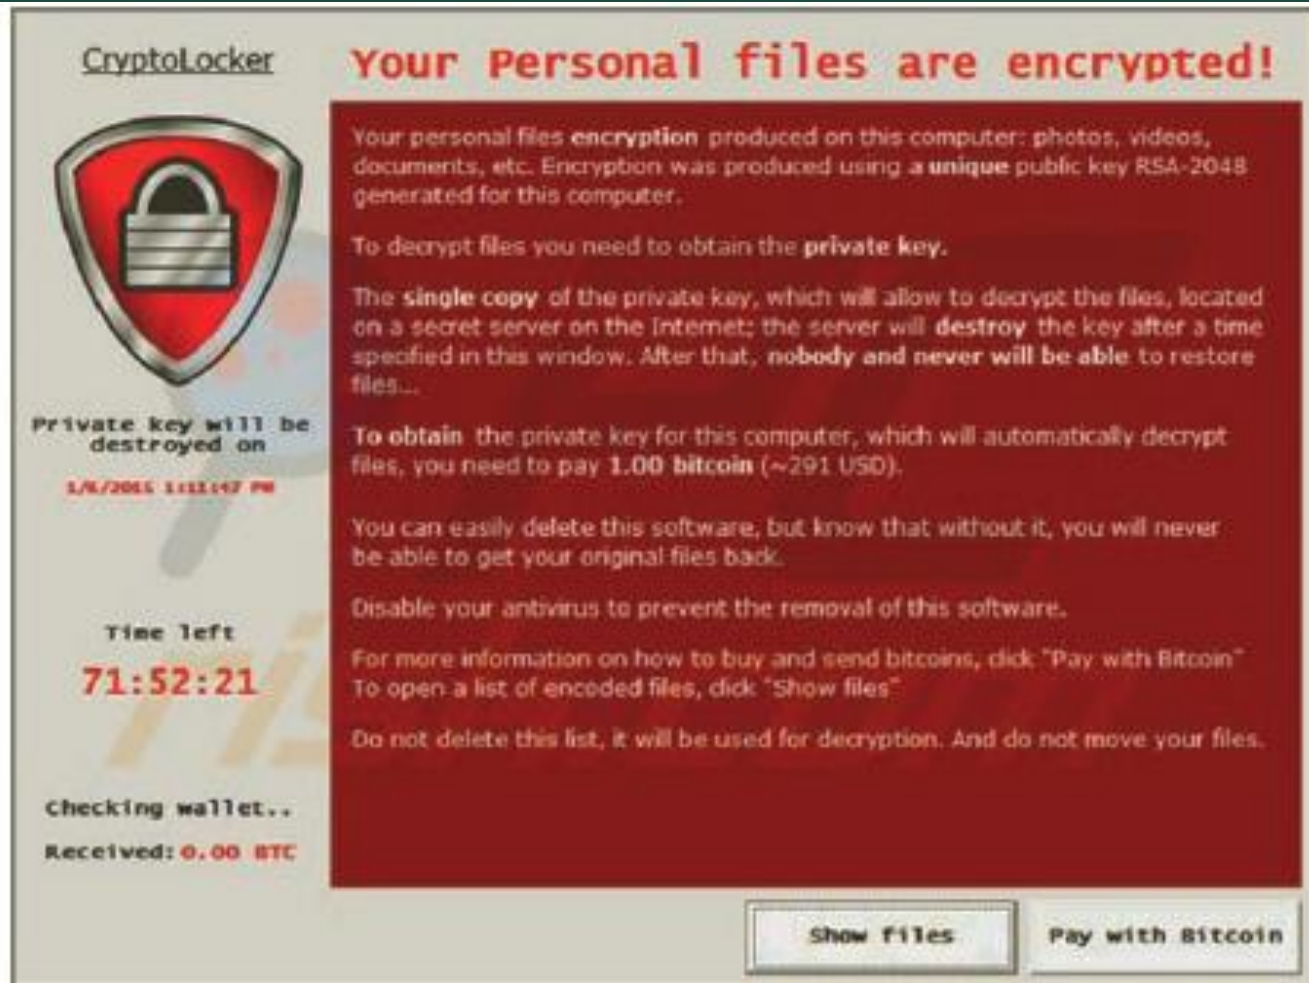 CryptoLocker
Your Personal files are encrypted!
Your personal files encryption produced on this computer: photos, videos,
documents, etc. Encryption was produced using a unique public key RSA-2048
generated for this computer.
To decrypt files you need to obtain the private key.
The single copy of the private key, which will allow to decrypt the files, located
on a secret server on the Internet; the server will destroy the key after a time
specified in this window. After that, nobody and never will be able to restore
files...
To obtain the private key for this computer, which will automatically decrypt
files, you need to pay 1.00 bitcoin (~291 USD).
You can easily delete this software, but know that without it, you will never
be able to get your original files back.
Disable your antivirus to prevent the removal of this software.
For more information on how to buy and send bitcoins, click "Pay with Bitcoin"
To open a list of encoded files, click "Show files"
Do not delete this list, it will be used for decryption. And do not move your files.
Private key will be
destroyed on
PM
Time left
71:52:21
Checking wallet..
Received: 0.00 BTC
Show files
Pay with Bitcoin